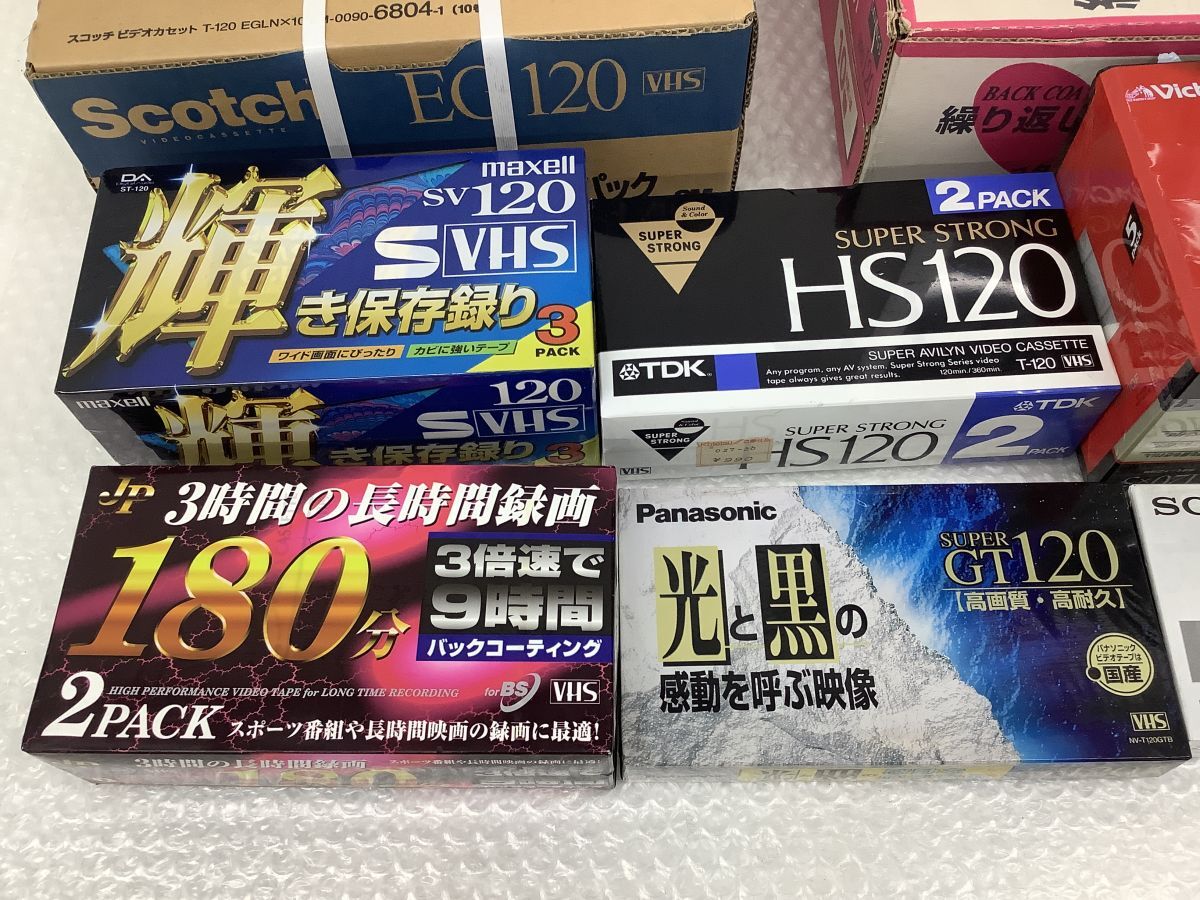 スコッチ ビデオカセット T-120 EGLN×10
-0090-6804-1
Scotch
VIDEOCASSETTE
EG120 VHS
パック
BACK COA
繰り返し
Vict
DA
ST-120
maxell
SV120
SVHS
輝
き保存録り
3
PACK
ワイド画面にぴったり
カビに強いテープ
maxell
120
SVHS
輝
き保存録り
3
2 PACK
Sound
& Color
SUPER
STRONG
SUPER STRONG
HS120
SUPER AVILYN VIDEO CASSETTE
TDK
Any program, any AV system. Super Strong Series video
tape always gives great results.
120min./360min.
T-120 VHS
TDK
SUPER
STRONG
SUPER STRONG
HS120
2
PACK
VHS
¥990
JP
3時間の長時間録画
180分
3倍速で
9時間
バックコーティング
HIGH PERFORMANCE VIDEO TAPE for LONG TIME RECORDING
for BS
VHS
2PACK
スポーツ番組や長時間映画の録画に最適!
3時間の長時間録画
180
Panasonic
光と黒の
感動を呼ぶ映像
SUPER
GT120
【高画質・高耐久】
パナソニック
ビデオテープは
国産
VHS
NV-T120GTB
SO